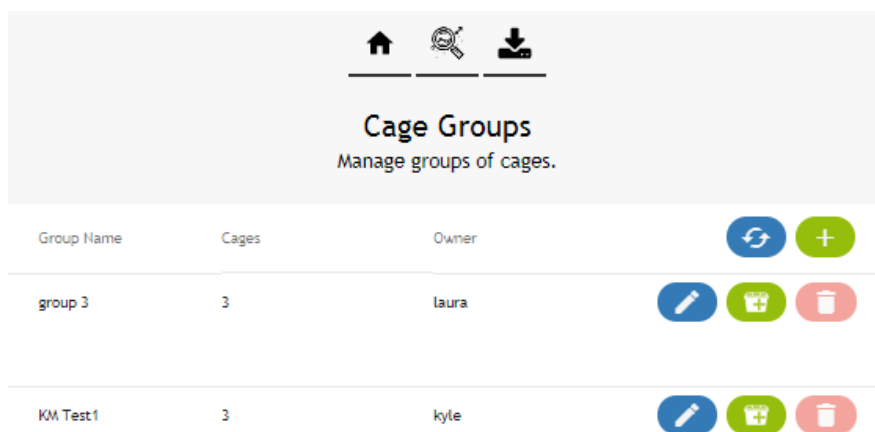 Cage Groups
Manage groups of cages.
Group Name Cages Owner
group 3 3 laura
KM Test1 3 kyle